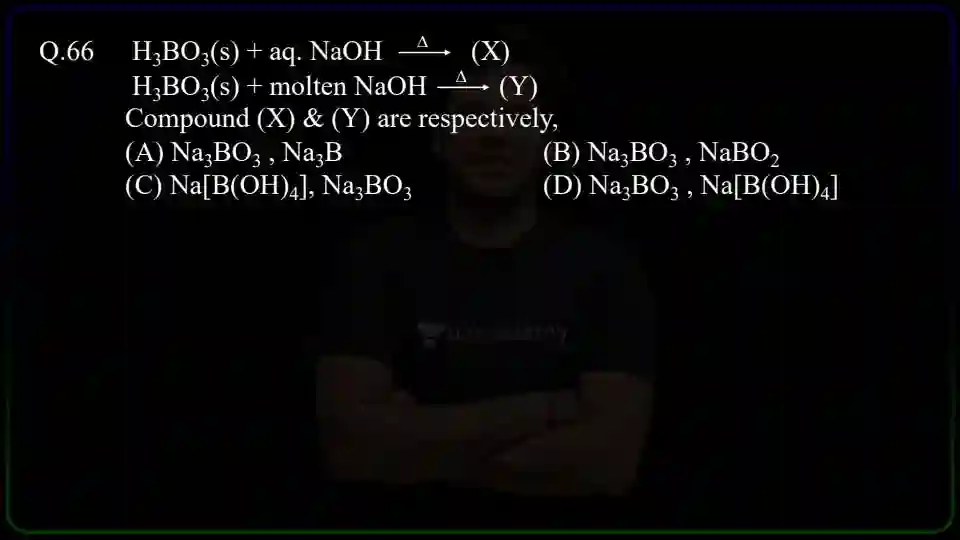 Q.66 H₃BO₃(s) + aq. NaOH —Δ→ (X)
H₃BO₃(s) + molten NaOH —Δ→ (Y)
Compound (X) & (Y) are respectively,
(A) Na₃BO₃ , Na₃B (B) Na₃BO₃ , NaBO₂
(C) Na[B(OH)₄], Na₃BO₃ (D) Na₃BO₃ , Na[B(OH)₄]